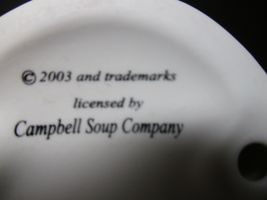 © 2003 and trademarks
licensed by
Campbell Soup Company